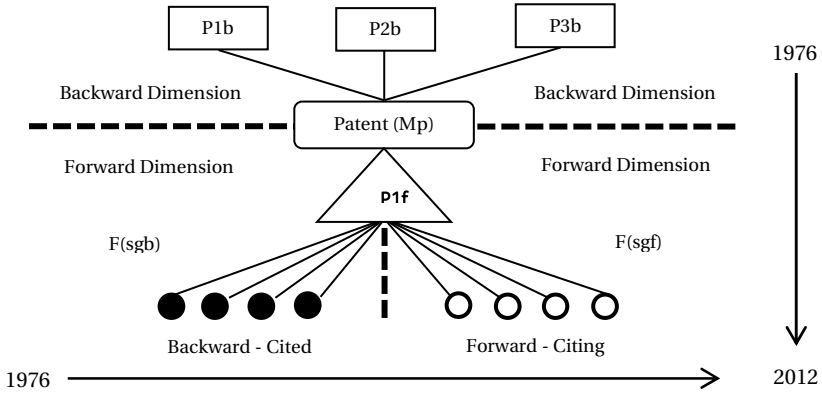 P1b
P2b
P3b
1976
Backward Dimension
Backward Dimension
Patent (Mp)
Forward Dimension
Forward Dimension
P1f
F(sgb)
F(sgf)
Backward - Cited
Forward - Citing
1976
2012